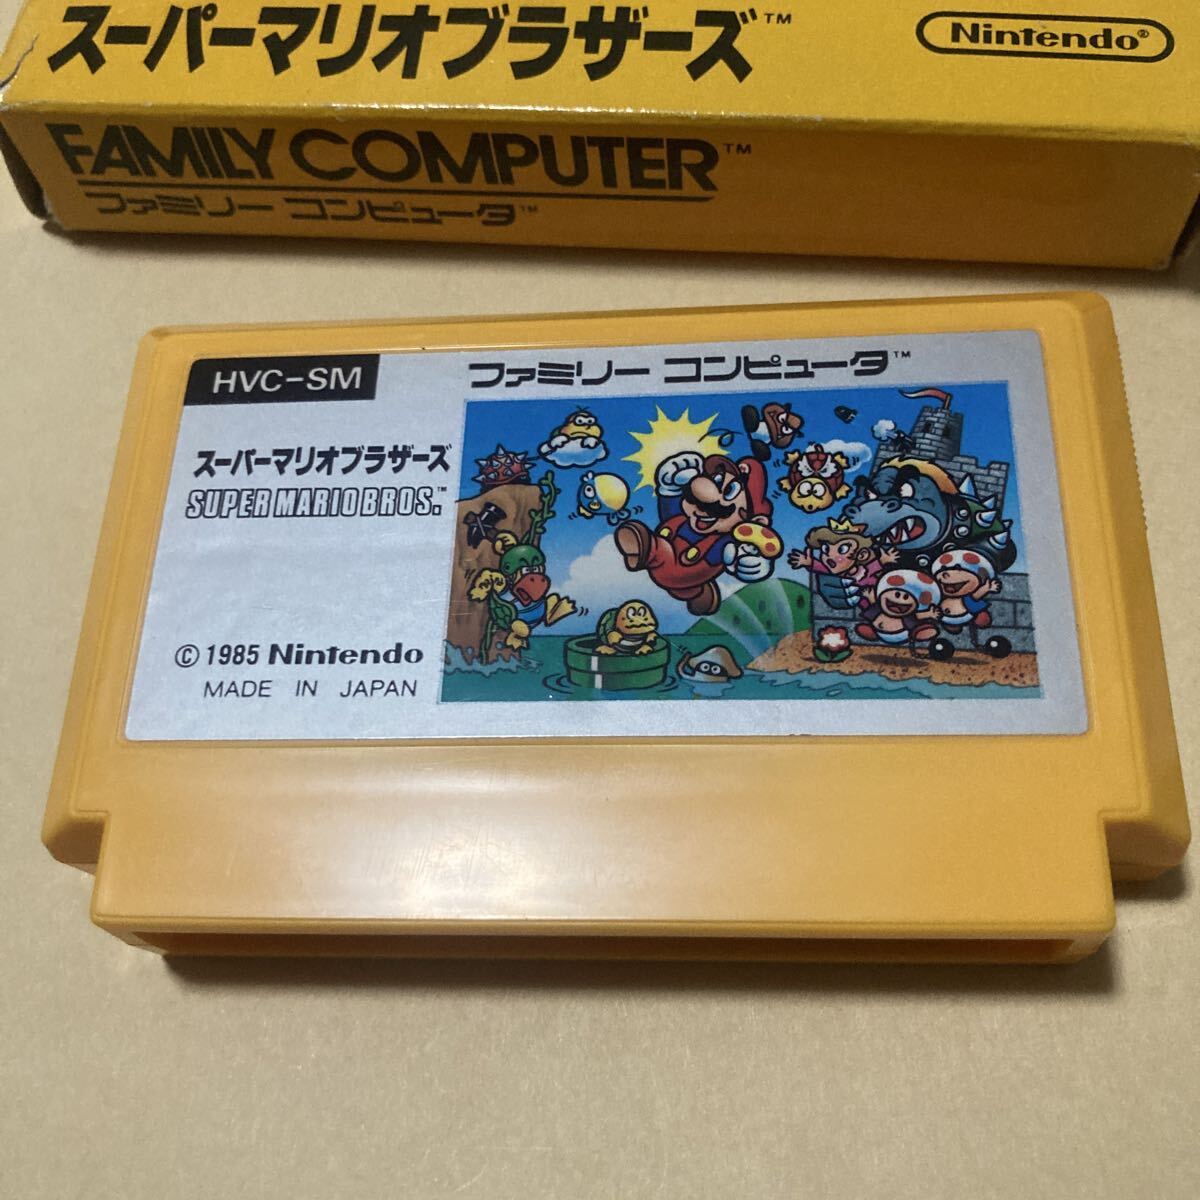 スーパーマリオブラザーズ™
Nintendo®
FAMILY COMPUTER™
ファミリー コンピュータ™
HVC-SM
ファミリー コンピュータ™
スーパーマリオブラザーズ
SUPER MARIO BROS.™
© 1985 Nintendo
MADE IN JAPAN